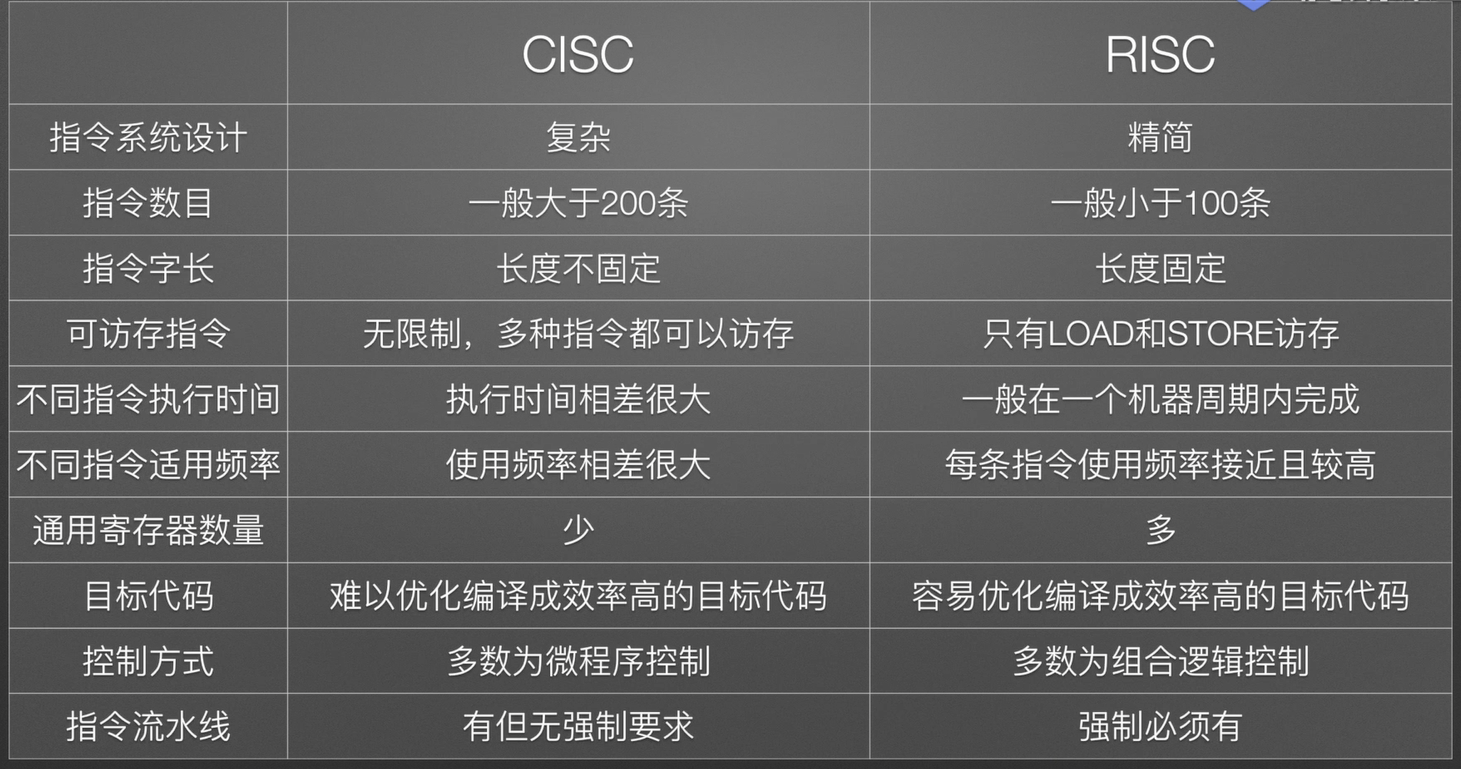 CISC RISC
指令系统设计 复杂 精简
指令数目 一般大于200条 一般小于100条
指令字长 长度不固定 长度固定
可访存指令 无限制，多种指令都可以访存 只有LOAD和STORE访存
不同指令执行时间 执行时间相差很大 一般在一个机器周期内完成
不同指令适用频率 使用频率相差很大 每条指令使用频率接近且较高
通用寄存器数量 少 多
目标代码 难以优化编译成效率高的目标代码 容易优化编译成效率高的目标代码
控制方式 多数为微程序控制 多数为组合逻辑控制
指令流水线 有但无强制要求 强制必须有